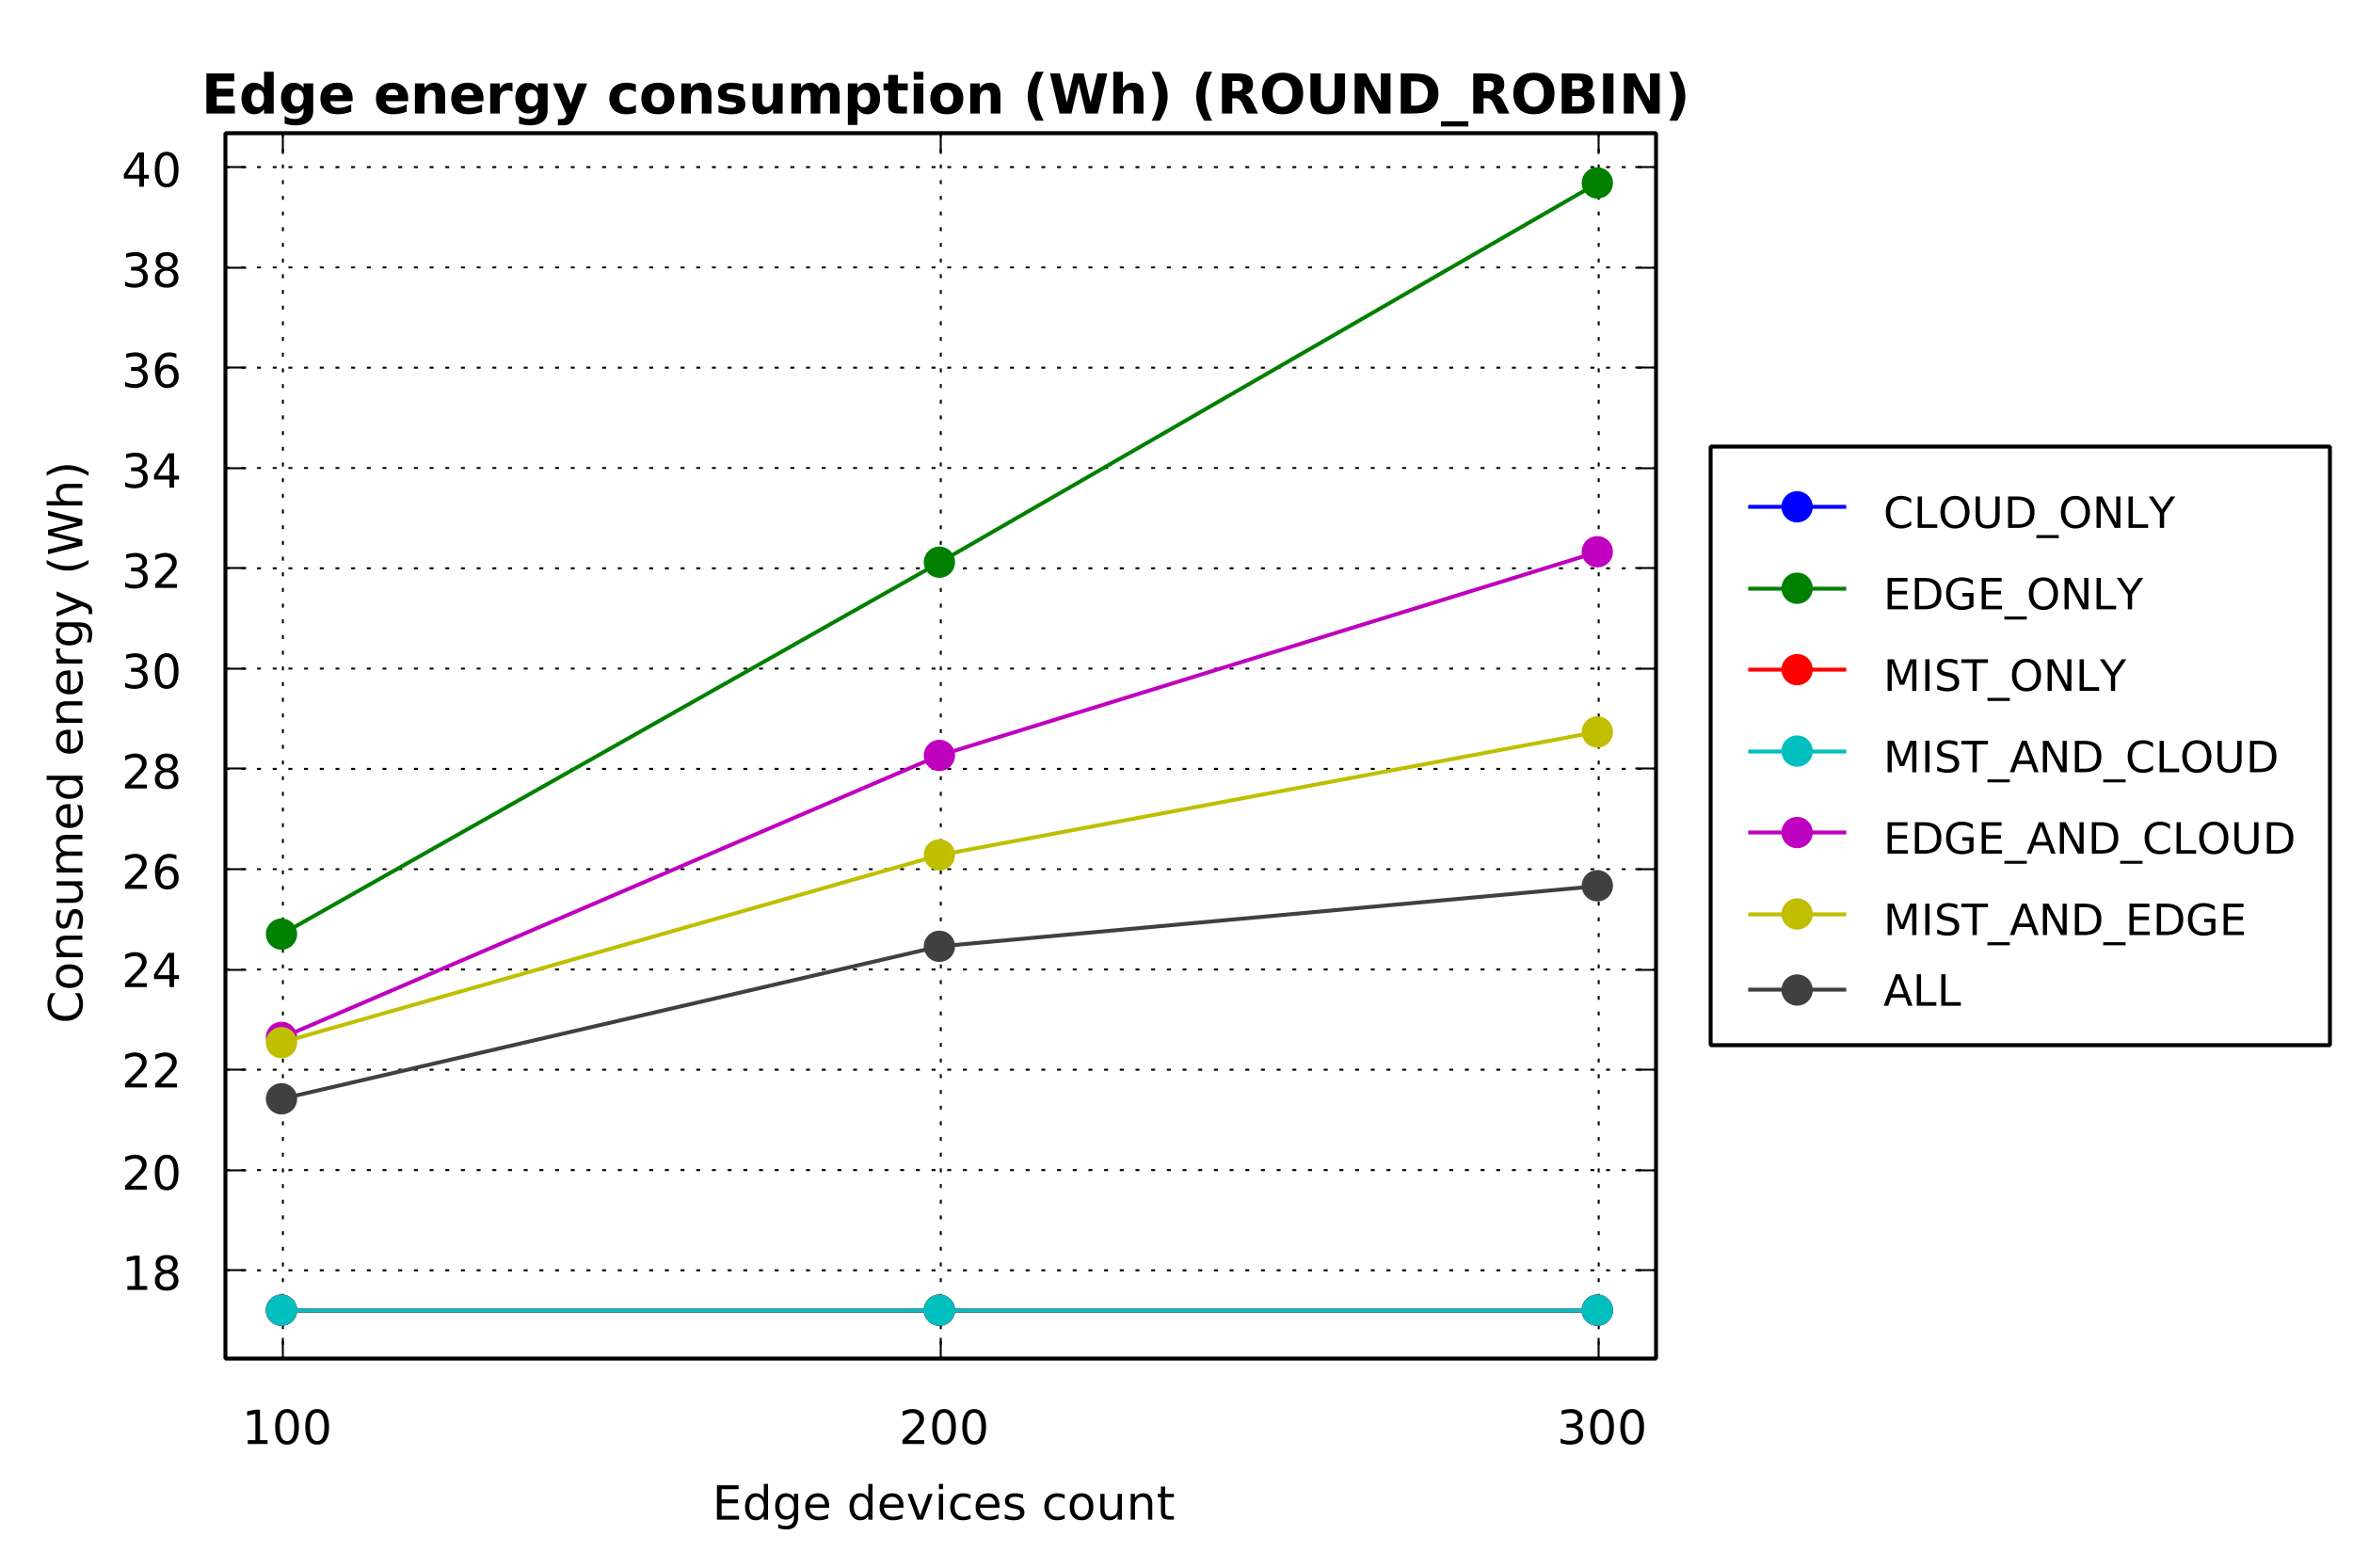 Edge energy consumption (Wh) (ROUND_ROBIN)
Consumed energy (Wh)
40
38
36
34
32
30
28
26
24
22
20
18
100 200 300
Edge devices count
CLOUD_ONLY
EDGE_ONLY
MIST_ONLY
MIST_AND_CLOUD
EDGE_AND_CLOUD
MIST_AND_EDGE
ALL